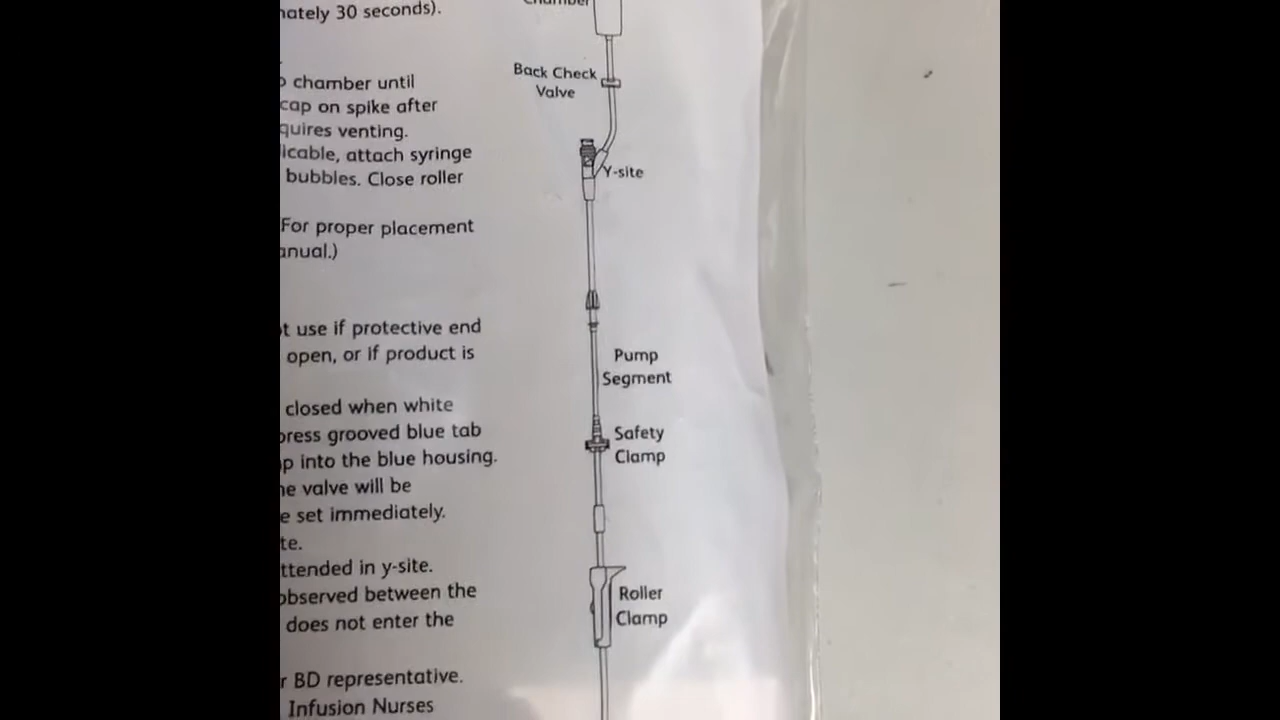 nately 30 seconds).
chamber until
cap on spike after
quires venting.
licable, attach syringe
bubbles. Close roller
For proper placement
anual.)
t use if protective end
open, or if product is
closed when white
press grooved blue tab
p into the blue housing.
he valve will be
e set immediately.
te.
ttended in y-site.
observed between the
does not enter the
r BD representative.
Infusion Nurses
Chamber
Back Check
Valve
Y-site
Pump
Segment
Safety
Clamp
Roller
Clamp